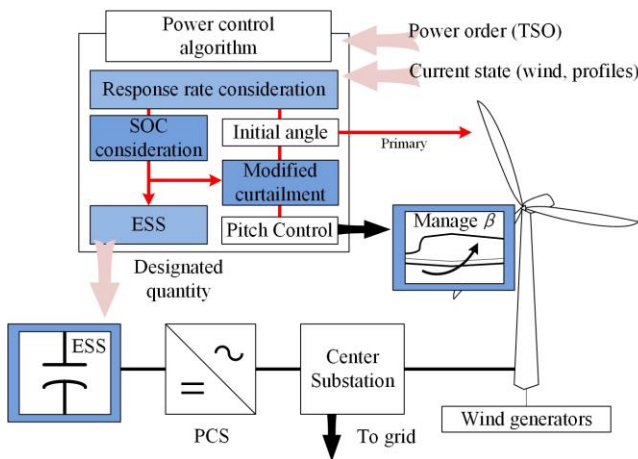 Power control
algorithm
Power order (TSO)
Current state (wind, profiles)
Response rate consideration
SOC
consideration
Initial angle
Primary
Modified
curtailment
ESS
Pitch Control
Manage β
Designated
quantity
ESS
PCS
Center
Substation
To grid
Wind generators